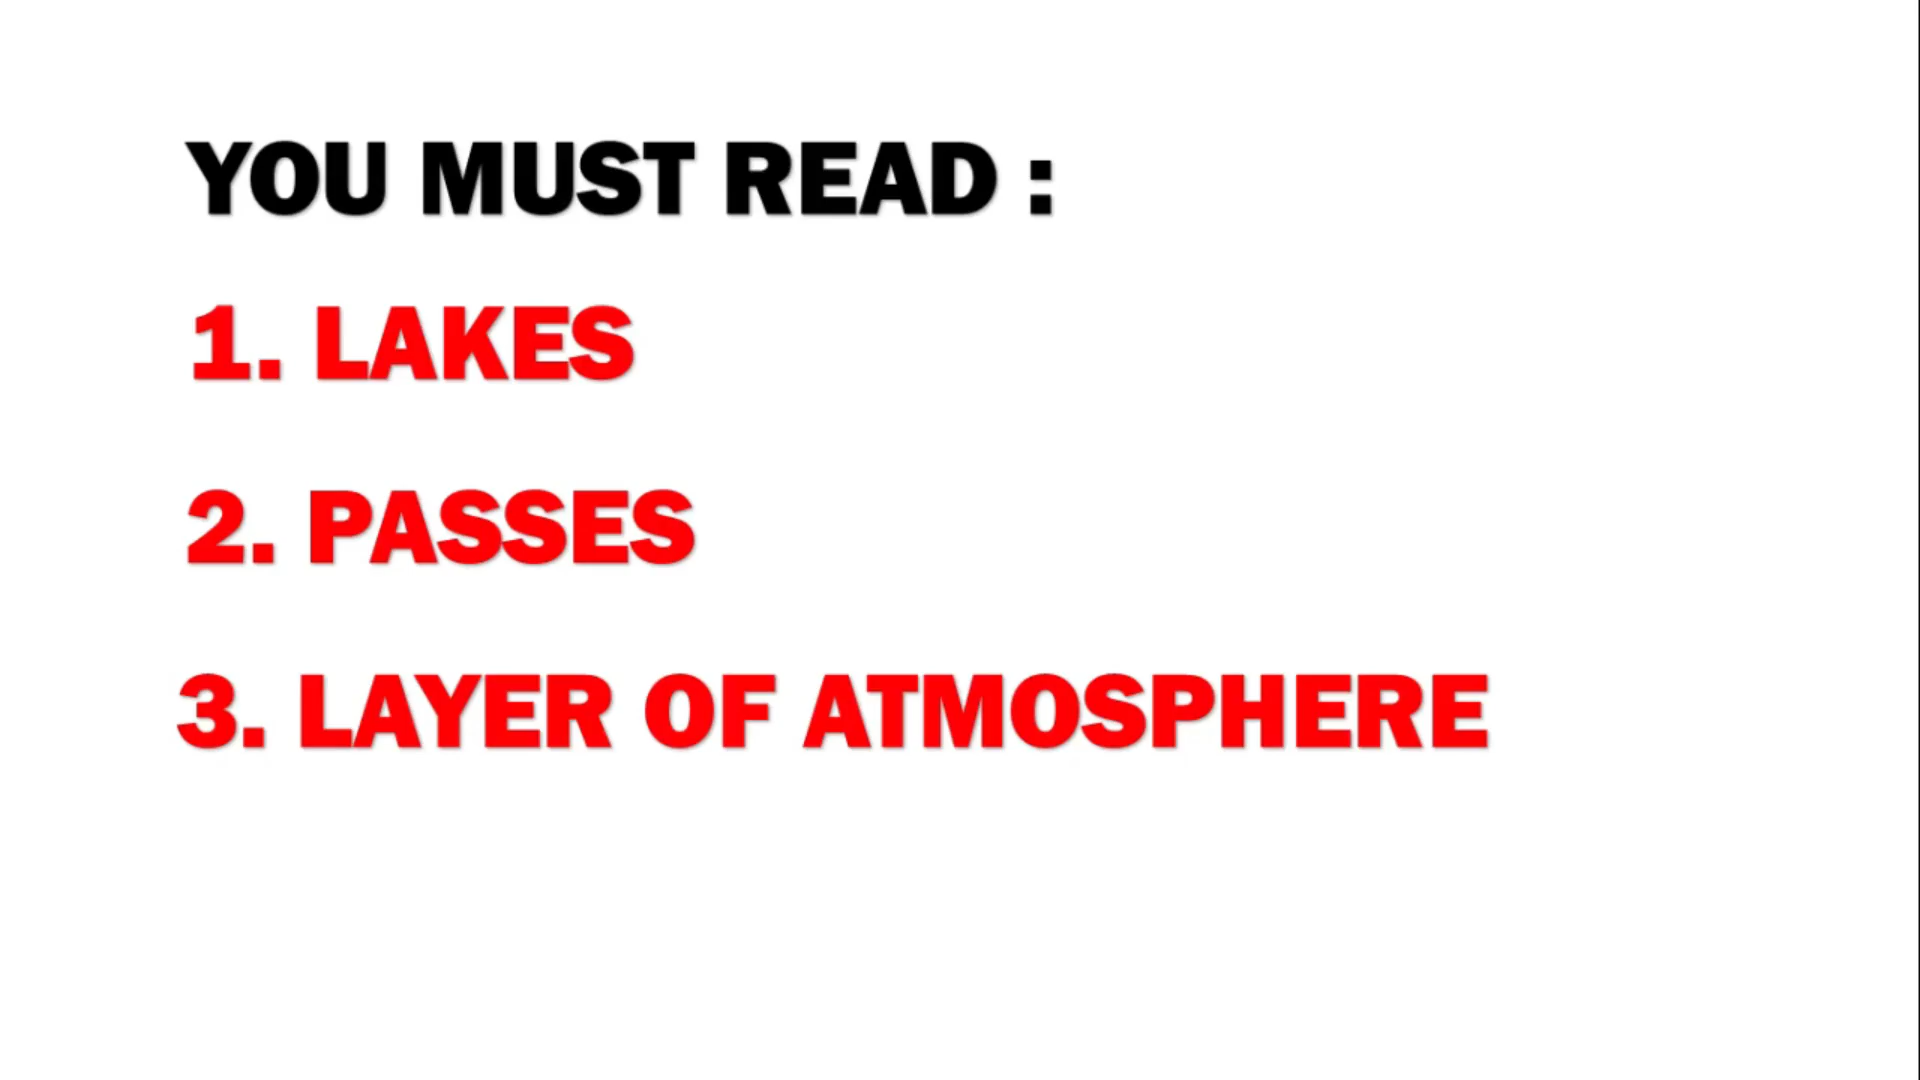 YOU MUST READ :
1. LAKES
2. PASSES
3. LAYER OF ATMOSPHERE